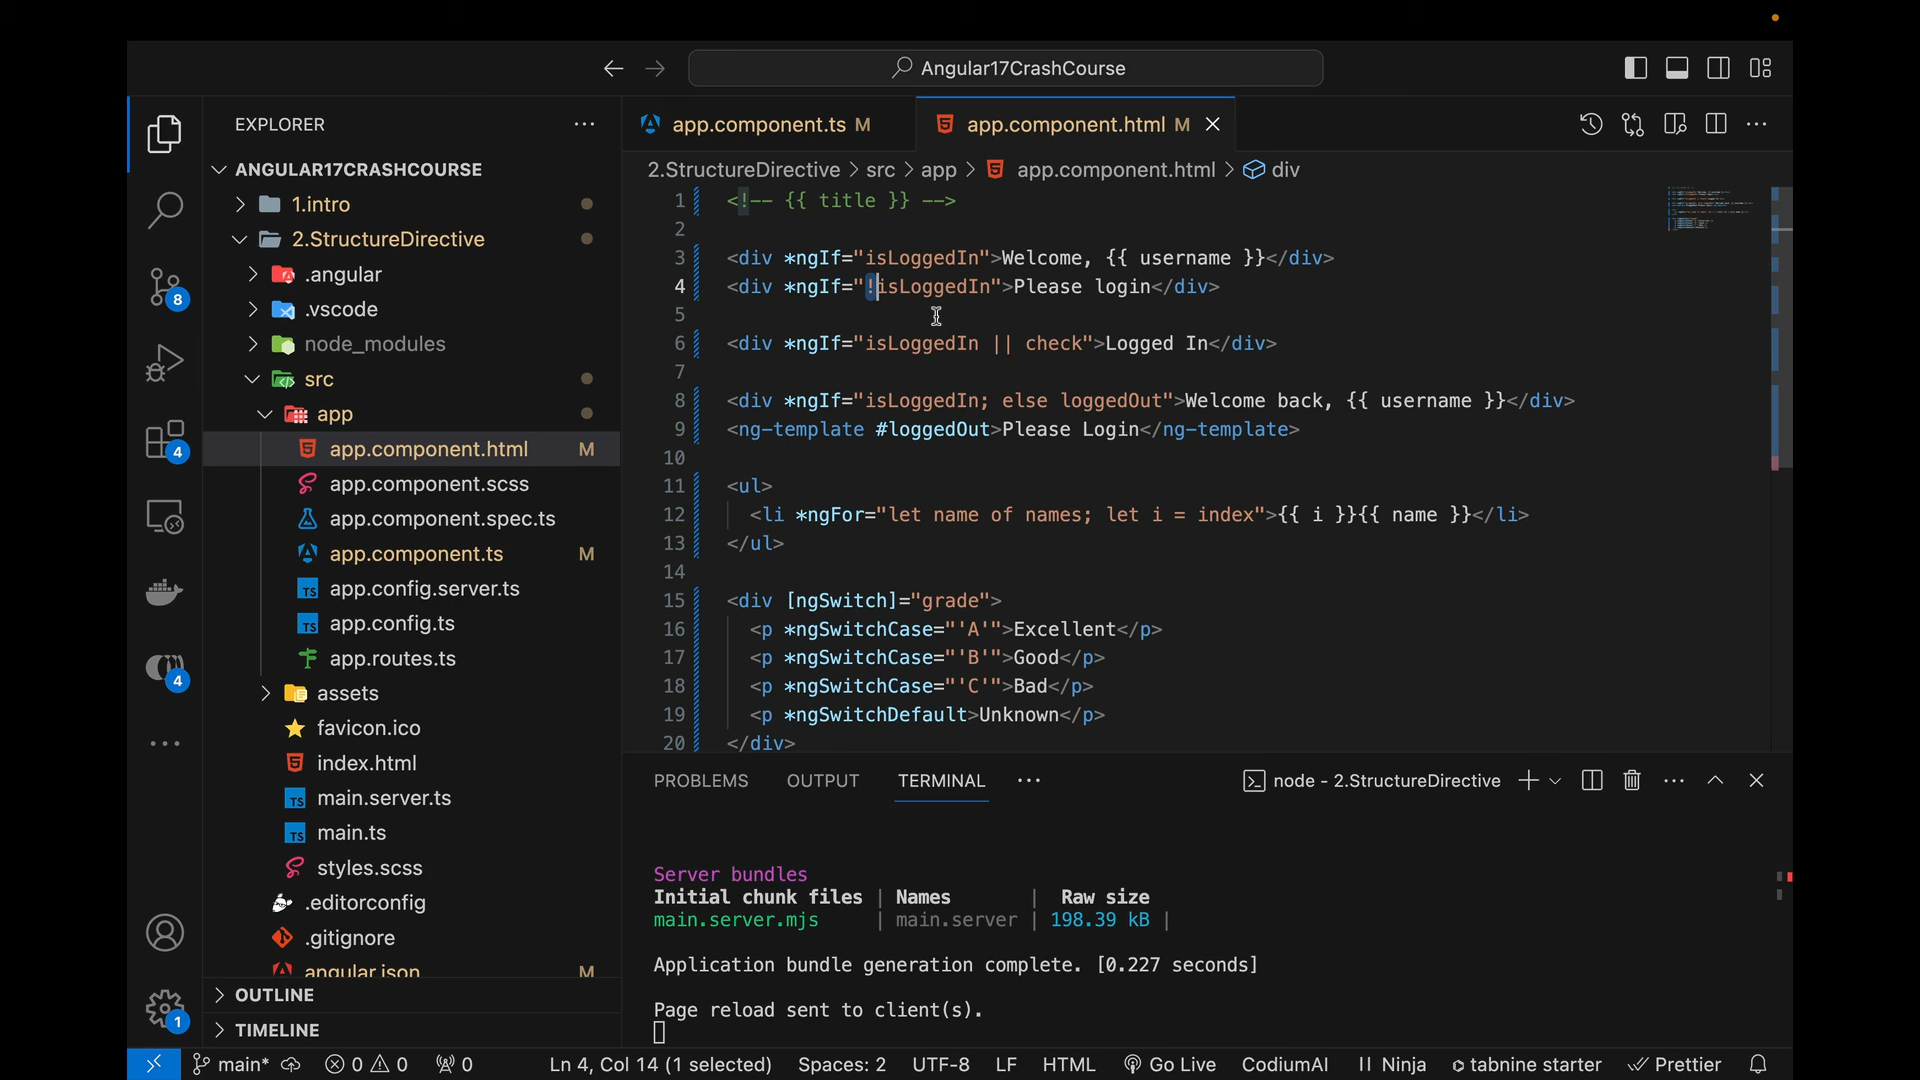 Angular17CrashCourse
EXPLORER
ANGULAR17CRASHCOURSE
1.intro
2.StructureDirective
.angular
.vscode
node_modules
src
app
app.component.html M
app.component.scss
app.component.spec.ts
app.component.ts M
app.config.server.ts
app.config.ts
app.routes.ts
assets
favicon.ico
index.html
main.server.ts
main.ts
styles.scss
.editorconfig
.gitignore
angular.json M
OUTLINE
TIMELINE
8
4
4
1
app.component.ts M
app.component.html M
2.StructureDirective > src > app > app.component.html > div
1 <!-- {{ title }} -->
2
3 <div *ngIf="isLoggedIn">Welcome, {{ username }}</div>
4 <div *ngIf="!isLoggedIn">Please login</div>
5
6 <div *ngIf="isLoggedIn || check">Logged In</div>
7
8 <div *ngIf="isLoggedIn; else loggedOut">Welcome back, {{ username }}</div>
9 <ng-template #loggedOut>Please Login</ng-template>
10
11 <ul>
12 <li *ngFor="let name of names; let i = index">{{ i }}{{ name }}</li>
13 </ul>
14
15 <div [ngSwitch]="grade">
16 <p *ngSwitchCase="'A'">Excellent</p>
17 <p *ngSwitchCase="'B'">Good</p>
18 <p *ngSwitchCase="'C'">Bad</p>
19 <p *ngSwitchDefault>Unknown</p>
20 </div>
PROBLEMS OUTPUT TERMINAL
node - 2.StructureDirective
Server bundles
Initial chunk files | Names | Raw size
main.server.mjs | main.server | 198.39 kB |
Application bundle generation complete. [0.227 seconds]
Page reload sent to client(s).
main* 0 0 0 Ln 4, Col 14 (1 selected) Spaces: 2 UTF-8 LF HTML Go Live CodiumAI Ninja tabnine starter Prettier